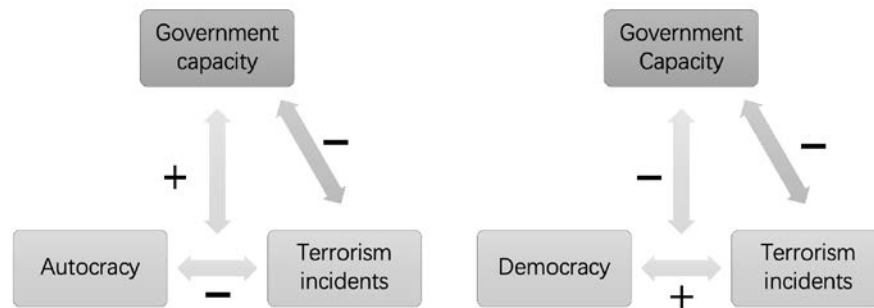 Government
capacity
+
−
Autocracy
−
Terrorism
incidents
Government
Capacity
−
−
Democracy
+
Terrorism
incidents